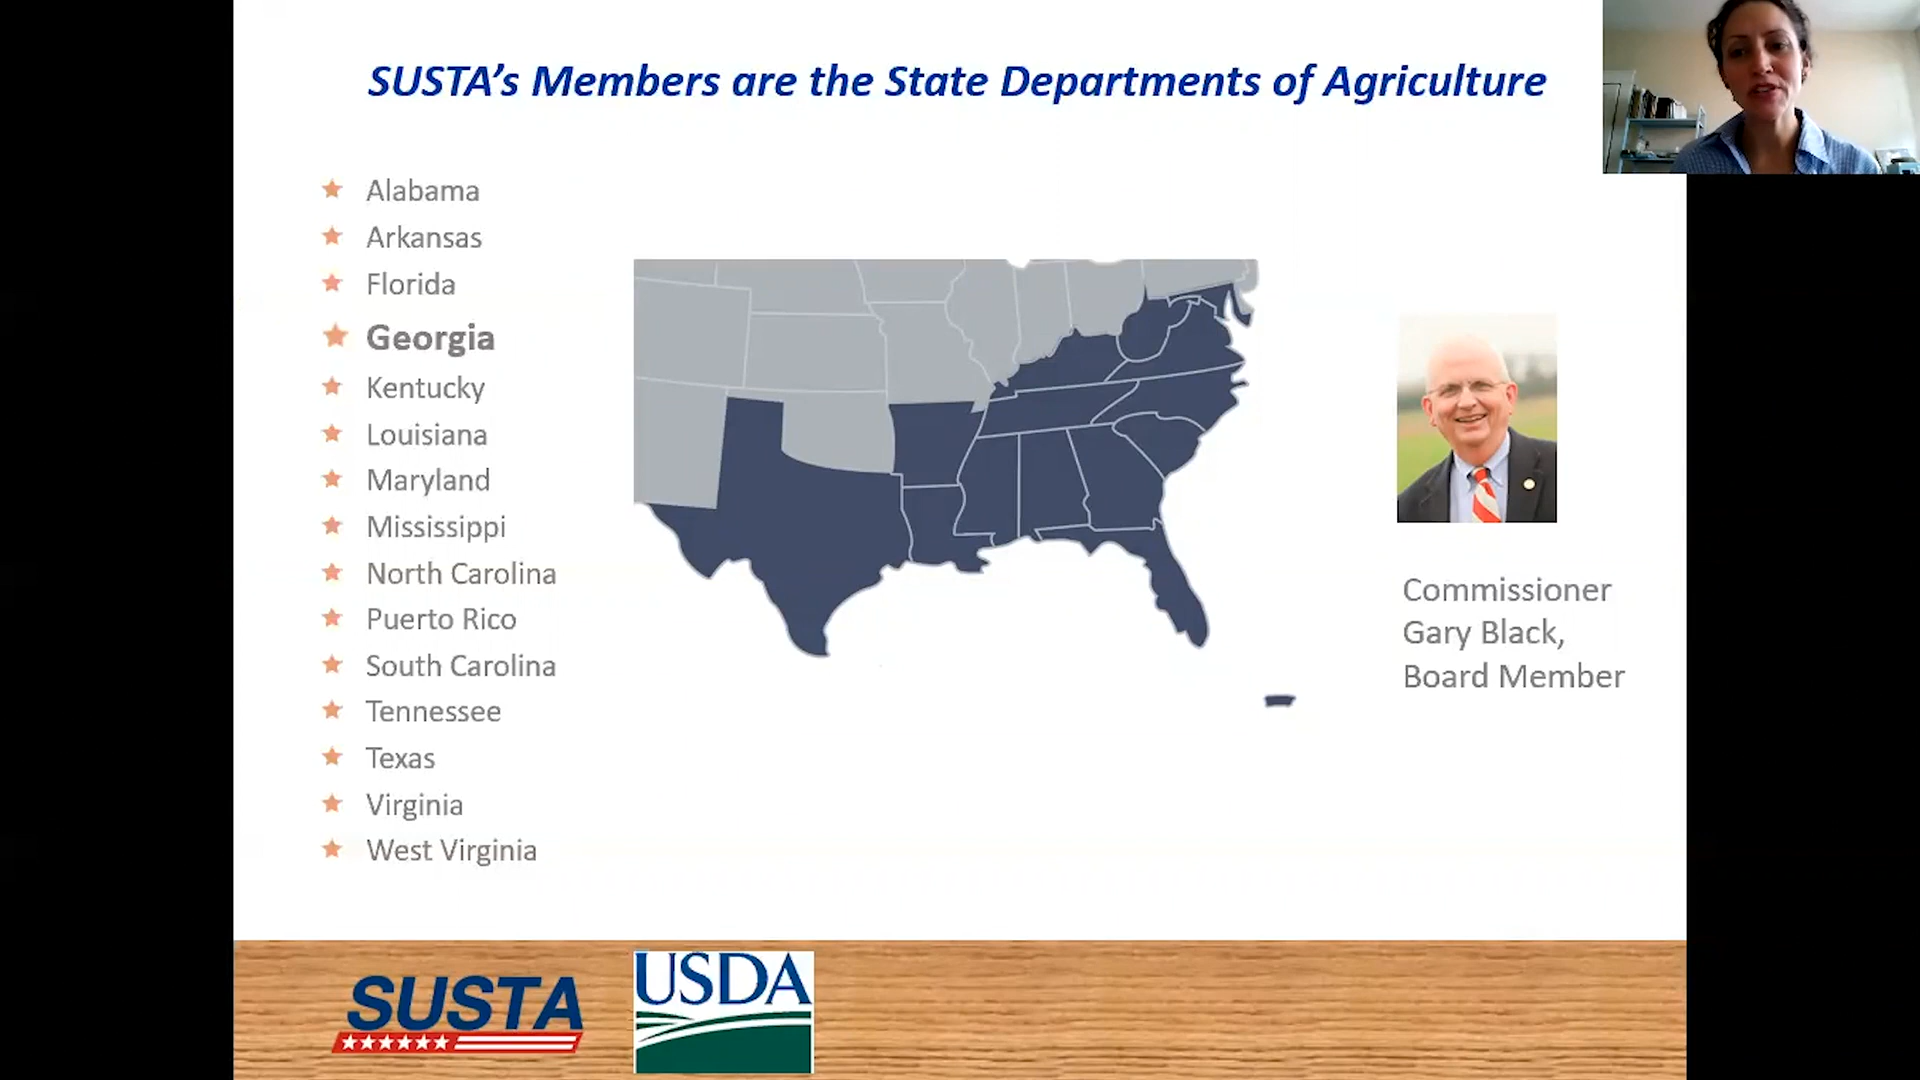 SUSTA’s Members are the State Departments of Agriculture
Alabama
Arkansas
Florida
Georgia
Kentucky
Louisiana
Maryland
Mississippi
North Carolina
Puerto Rico
South Carolina
Tennessee
Texas
Virginia
West Virginia
Commissioner
Gary Black,
Board Member
SUSTA
USDA